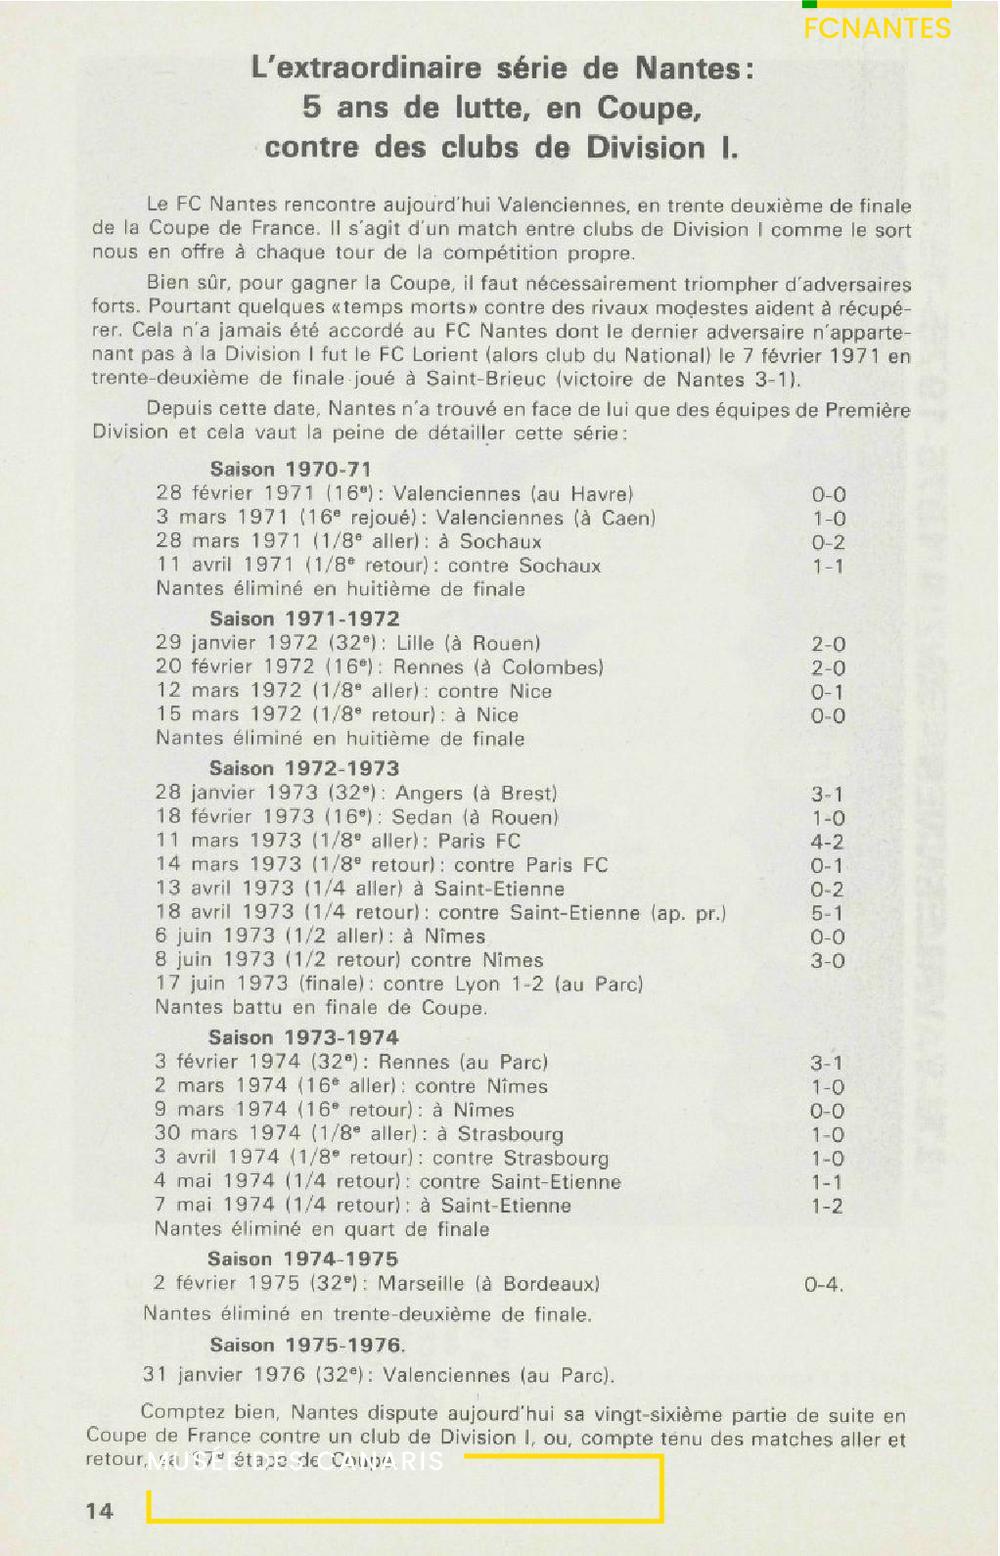 FCNANTES
L'extraordinaire série de Nantes:
5 ans de lutte, en Coupe,
contre des clubs de Division I.
Le FC Nantes rencontre aujourd'hui Valenciennes, en trente deuxième de finale
de la Coupe de France. Il s'agit d'un match entre clubs de Division I comme le sort
nous en offre à chaque tour de la compétition propre.
Bien sûr, pour gagner la Coupe, il faut nécessairement triompher d'adversaires
forts. Pourtant quelques «temps morts» contre des rivaux modestes aident à récupé-
rer. Cela n'a jamais été accordé au FC Nantes dont le dernier adversaire n'apparte-
nant pas à la Division I fut le FC Lorient (alors club du National) le 7 février 1971 en
trente-deuxième de finale joué à Saint-Brieuc (victoire de Nantes 3-1).
Depuis cette date, Nantes n'a trouvé en face de lui que des équipes de Première
Division et cela vaut la peine de détailler cette série:
Saison 1970-71
28 février 1971 (16e): Valenciennes (au Havre) 0-0
3 mars 1971 (16e rejoué): Valenciennes (à Caen) 1-0
28 mars 1971 (1/8e aller): à Sochaux 0-2
11 avril 1971 (1/8e retour): contre Sochaux 1-1
Nantes éliminé en huitième de finale
Saison 1971-1972
29 janvier 1972 (32e): Lille (à Rouen) 2-0
20 février 1972 (16e): Rennes (à Colombes) 2-0
12 mars 1972 (1/8e aller): contre Nice 0-1
15 mars 1972 (1/8e retour): à Nice 0-0
Nantes éliminé en huitième de finale
Saison 1972-1973
28 janvier 1973 (32e): Angers (à Brest) 3-1
18 février 1973 (16e): Sedan (à Rouen) 1-0
11 mars 1973 (1/8e aller): Paris FC 4-2
14 mars 1973 (1/8e retour): contre Paris FC 0-1
13 avril 1973 (1/4 aller) à Saint-Etienne 0-2
18 avril 1973 (1/4 retour): contre Saint-Etienne (ap. pr.) 5-1
6 juin 1973 (1/2 aller): à Nîmes 0-0
8 juin 1973 (1/2 retour) contre Nîmes 3-0
17 juin 1973 (finale): contre Lyon 1-2 (au Parc)
Nantes battu en finale de Coupe.
Saison 1973-1974
3 février 1974 (32e): Rennes (au Parc) 3-1
2 mars 1974 (16e aller): contre Nîmes 1-0
9 mars 1974 (16e retour): à Nîmes 0-0
30 mars 1974 (1/8e aller): à Strasbourg 1-0
3 avril 1974 (1/8e retour): contre Strasbourg 1-0
4 mai 1974 (1/4 retour): contre Saint-Etienne 1-1
7 mai 1974 (1/4 retour): à Saint-Etienne 1-2
Nantes éliminé en quart de finale
Saison 1974-1975
2 février 1975 (32e): Marseille (à Bordeaux) 0-4.
Nantes éliminé en trente-deuxième de finale.
Saison 1975-1976.
31 janvier 1976 (32e): Valenciennes (au Parc).
Comptez bien, Nantes dispute aujourd'hui sa vingt-sixième partie de suite en
Coupe de France contre un club de Division I, ou, compte tenu des matches aller et
retour, sa 17e étape de Coupe.
MUSÉE DES CANARIS
14